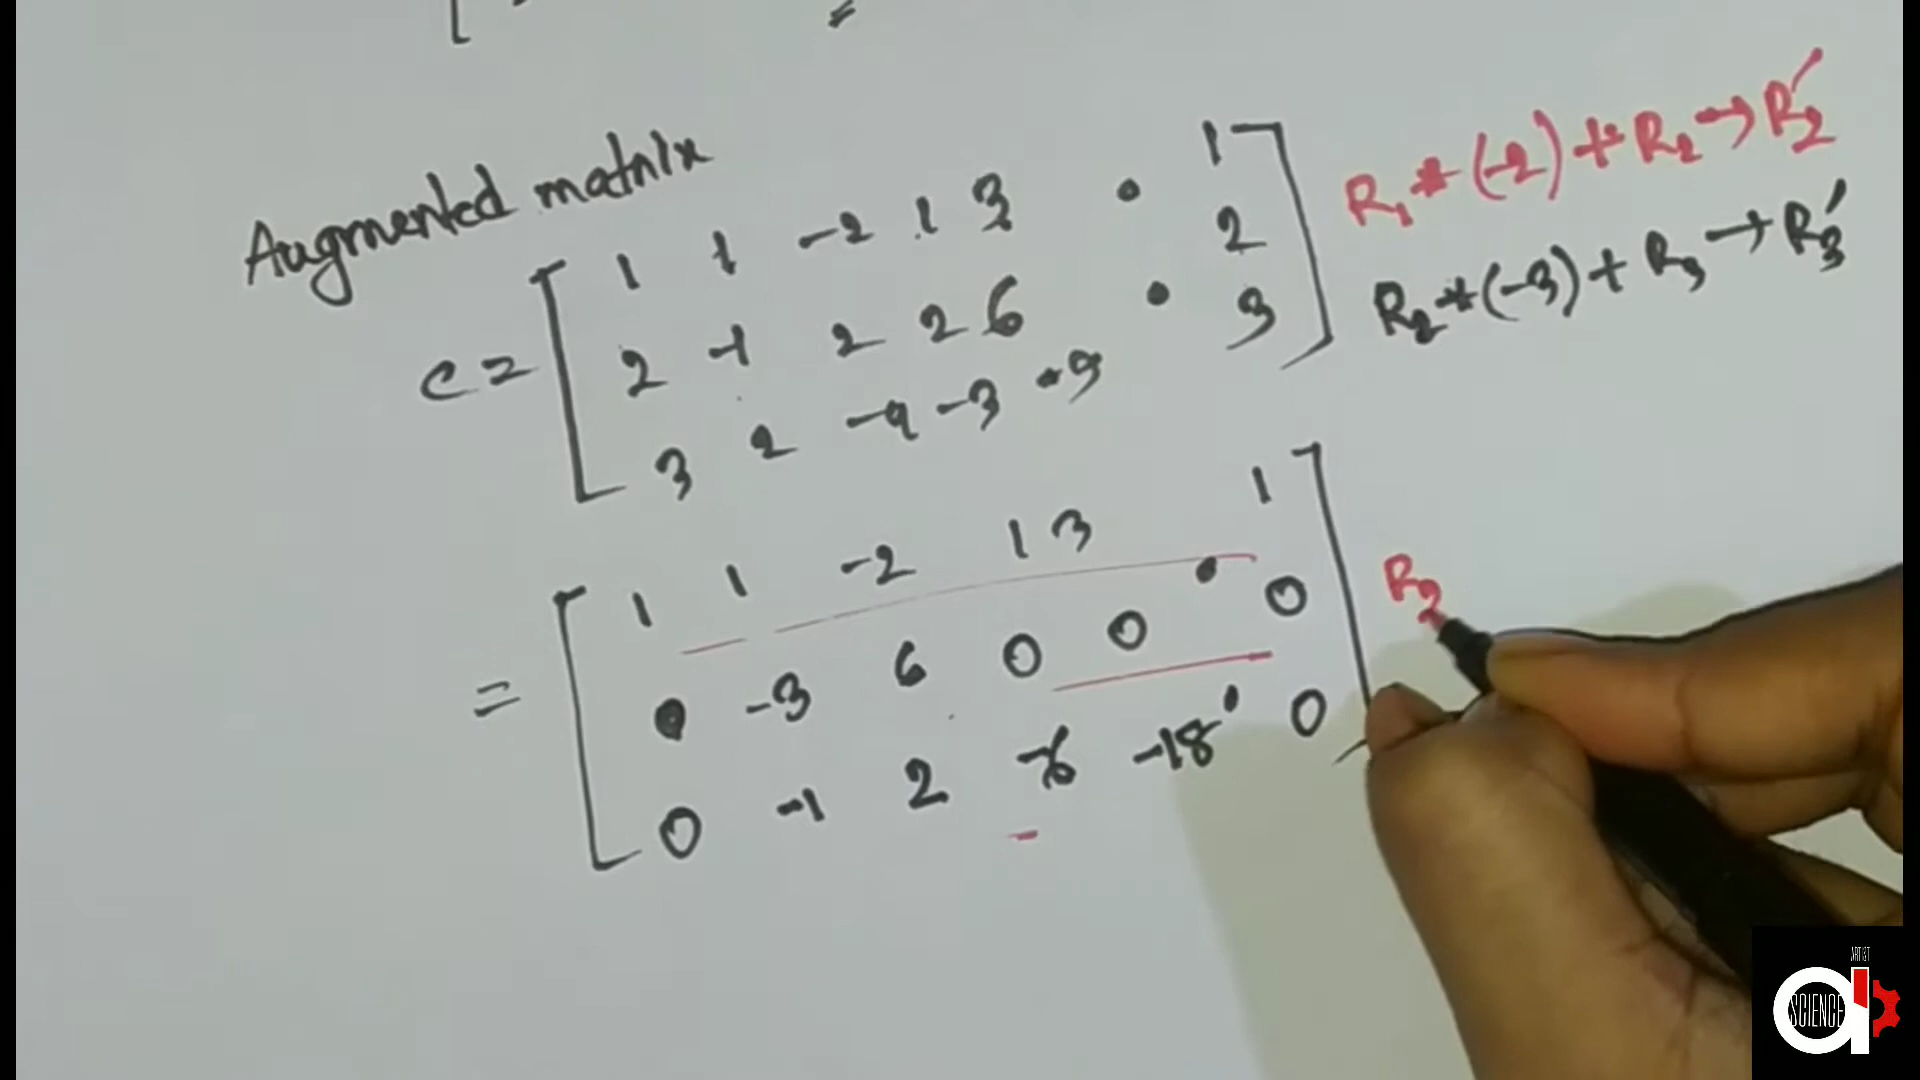 Augmented matrix
C = [ 1 1 -2 1 3 • 1 ] R₁*(-2)+R₂→R₂′
2 -1 2 2 6 • 2 R₂*(-3)+R₃→R₃′
3 2 -4 -3 •9 3
= [ 1 1 -2 1 3 1 ]
0 -3 6 0 0 • 0 R₂
0 -1 2 -6 -18 • 0
ARTIST
SCIENCE